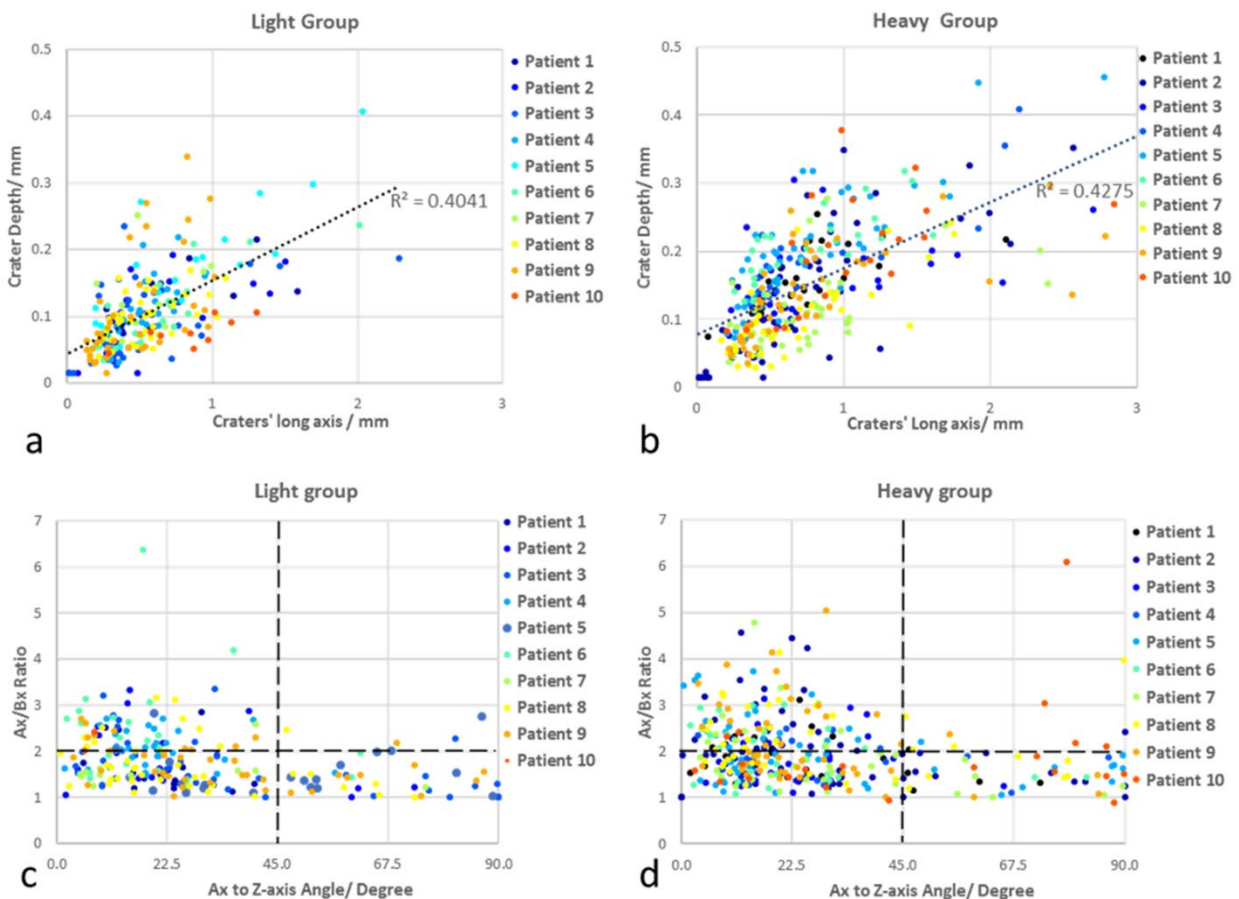 Light Group
0.5
0.4
0.3
0.2
0.1
0
Crater Depth/ mm
0 1 2 3
Craters' long axis / mm
R² = 0.4041
Patient 1
Patient 2
Patient 3
Patient 4
Patient 5
Patient 6
Patient 7
Patient 8
Patient 9
Patient 10
a
Heavy Group
0.5
0.4
0.3
0.2
0.1
0
Crater Depth/ mm
0 1 2 3
Craters' Long axis/ mm
R² = 0.4275
Patient 1
Patient 2
Patient 3
Patient 4
Patient 5
Patient 6
Patient 7
Patient 8
Patient 9
Patient 10
b
Light group
7
6
5
4
3
2
1
0
Ax/Bx Ratio
0.0 22.5 45.0 67.5 90.0
Ax to Z-axis Angle/ Degree
Patient 1
Patient 2
Patient 3
Patient 4
Patient 5
Patient 6
Patient 7
Patient 8
Patient 9
Patient 10
c
Heavy group
7
6
5
4
3
2
1
0
Ax/Bx Ratio
0.0 22.5 45.0 67.5 90.0
Ax to Z-axis Angle/ Degree
Patient 1
Patient 2
Patient 3
Patient 4
Patient 5
Patient 6
Patient 7
Patient 8
Patient 9
Patient 10
d